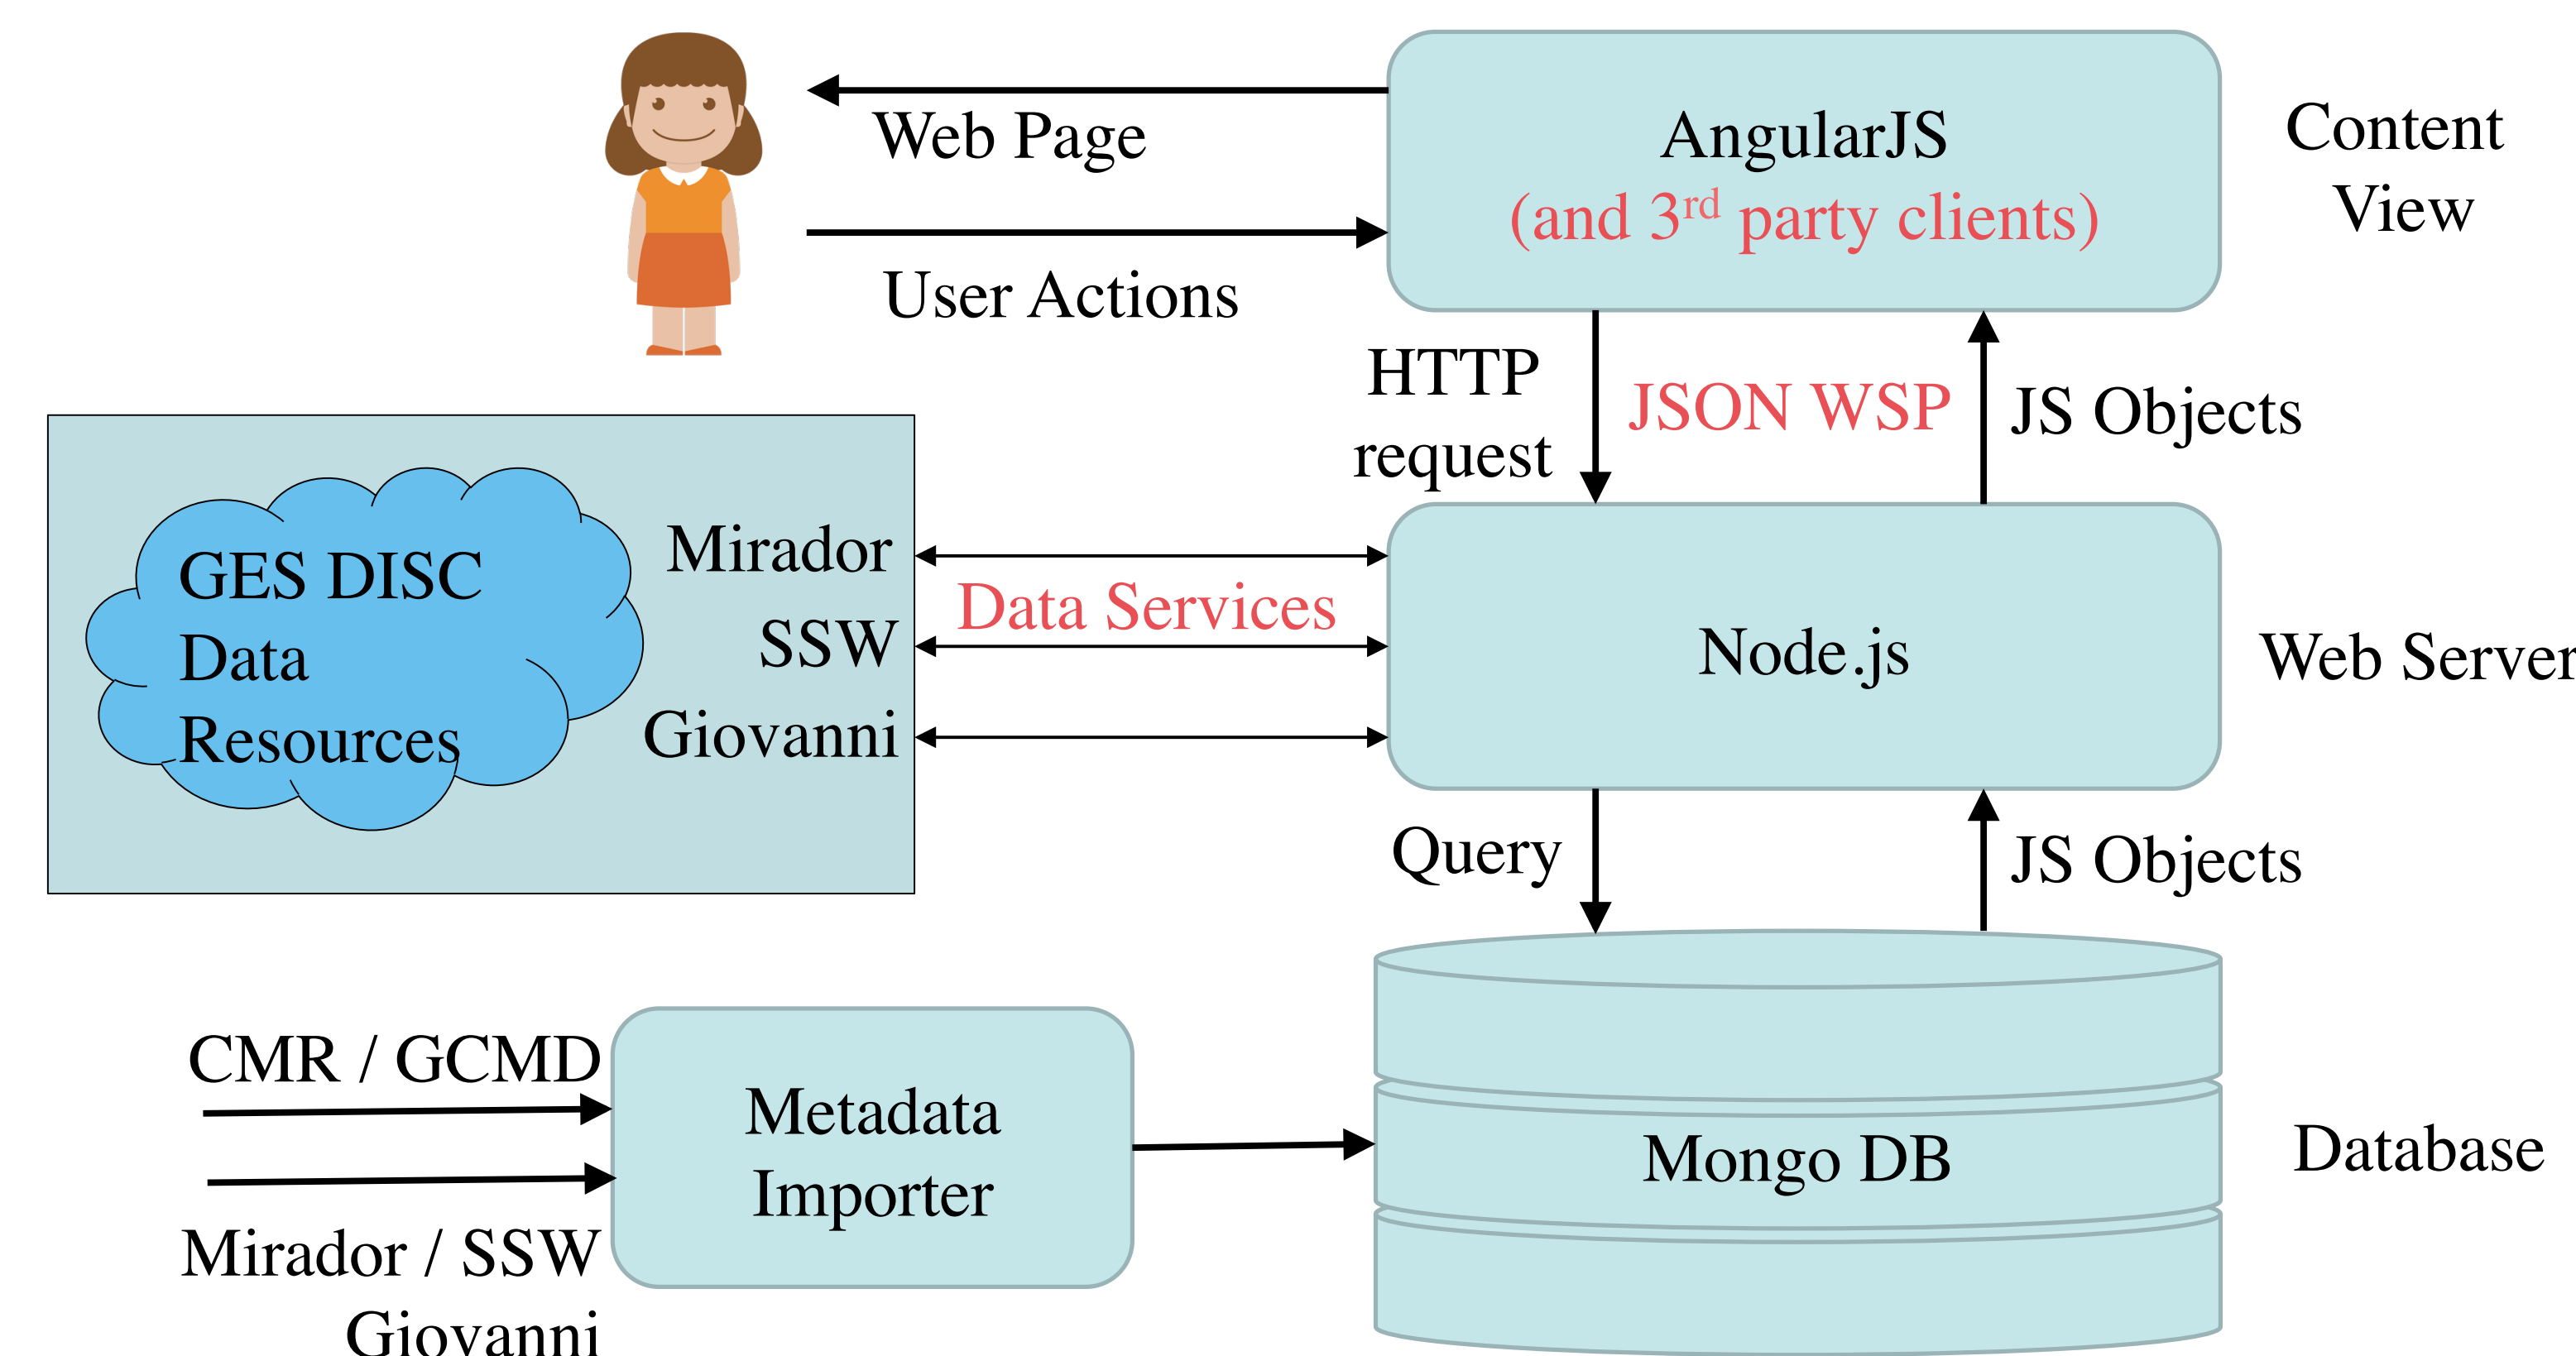 Web Page
User Actions
AngularJS
(and 3rd party clients)
Content
View
HTTP
request
JSON WSP
JS Objects
GES DISC
Data
Resources
Mirador
SSW
Giovanni
Data Services
Node.js
Web Server
Query
JS Objects
CMR / GCMD
Mirador / SSW
Giovanni
Metadata
Importer
Mongo DB
Database